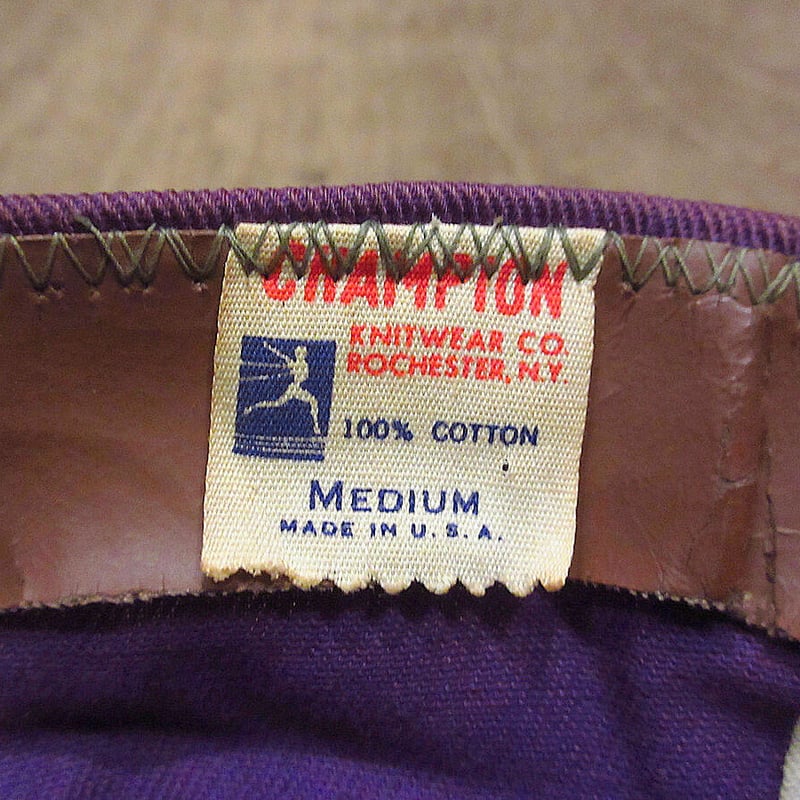 CHAMPION
KNITWEAR CO.
ROCHESTER, N.Y.
100% COTTON
MEDIUM
MADE IN U.S.A.